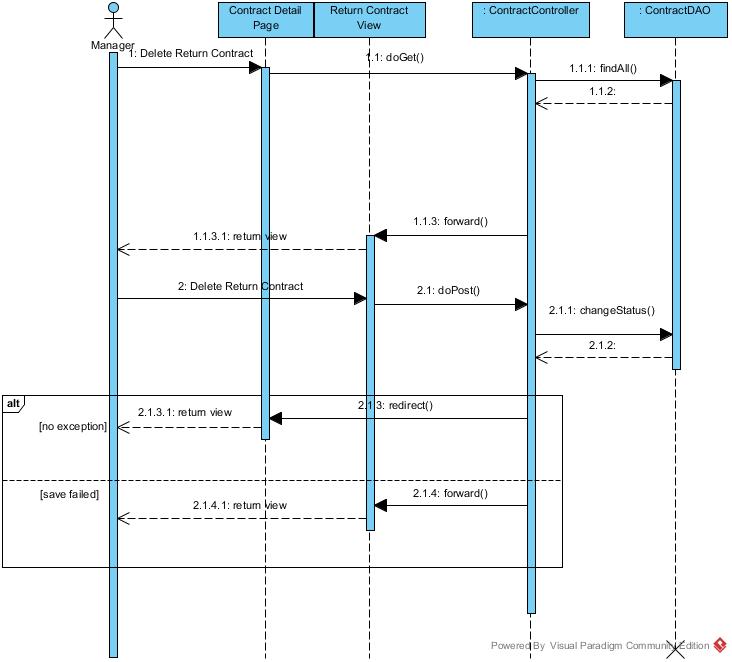 Contract Detail
Page
Return Contract
View
: ContractController
: ContractDAO
Manager
1: Delete Return Contract
1.1: doGet()
1.1.1: findAll()
1.1.2:
1.1.3: forward()
1.1.3.1: return view
2: Delete Return Contract
2.1: doPost()
2.1.1: changeStatus()
2.1.2:
alt
2.1.3: redirect()
2.1.3.1: return view
[no exception]
[save failed]
2.1.4: forward()
2.1.4.1: return view
Powered By Visual Paradigm Community Edition